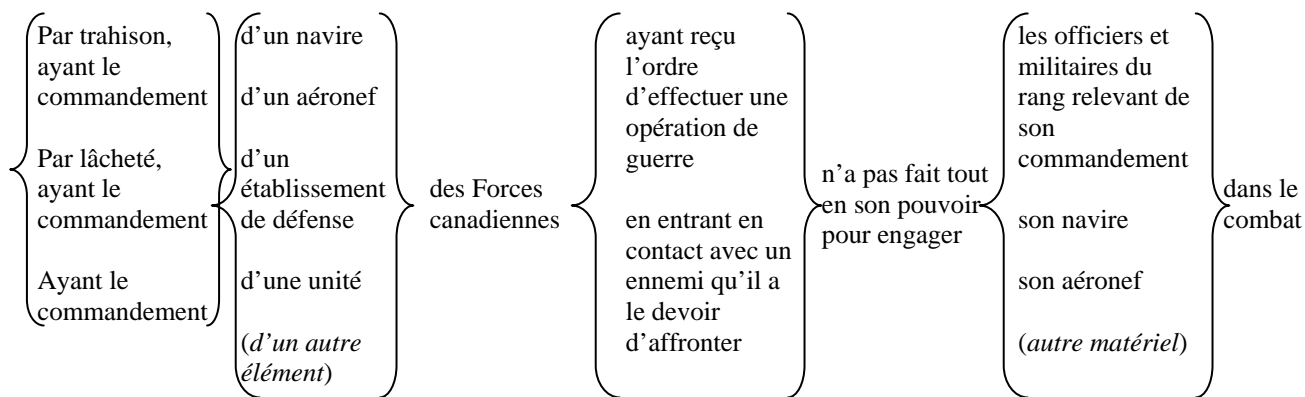 Par trahison,
ayant le
commandement
Par lâcheté,
ayant le
commandement
Ayant le
commandement
d’un navire
d’un aéronef
d’un
établissement
de défense
d’une unité
(d’un autre
élément)
des Forces
canadiennes
ayant reçu
l’ordre
d’effectuer une
opération de
guerre
en entrant en
contact avec un
ennemi qu’il a
le devoir
d’affronter
n’a pas fait tout
en son pouvoir
pour engager
les officiers et
militaires du
rang relevant de
son
commandement
son navire
son aéronef
(autre matériel)
dans le
combat